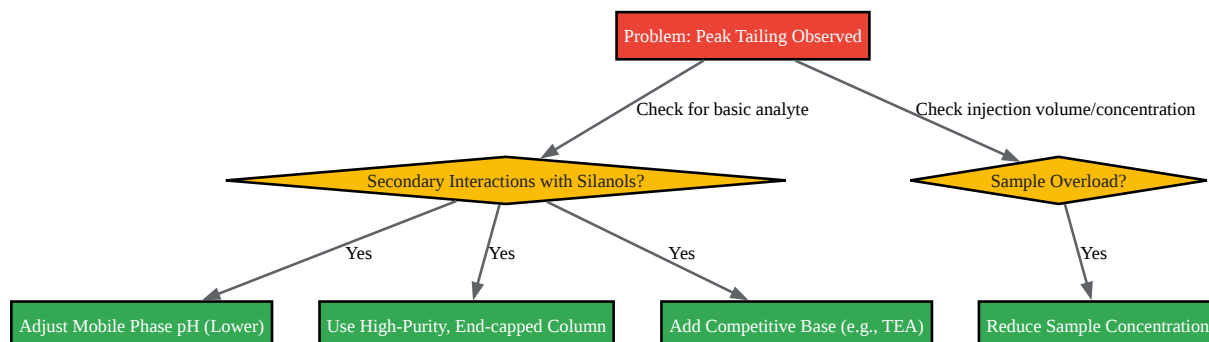 Problem: Peak Tailing Observed
Check for basic analyte
Check injection volume/concentration
Secondary Interactions with Silanols?
Sample Overload?
Yes
Yes
Yes
Yes
Adjust Mobile Phase pH (Lower)
Use High-Purity, End-capped Column
Add Competitive Base (e.g., TEA)
Reduce Sample Concentration